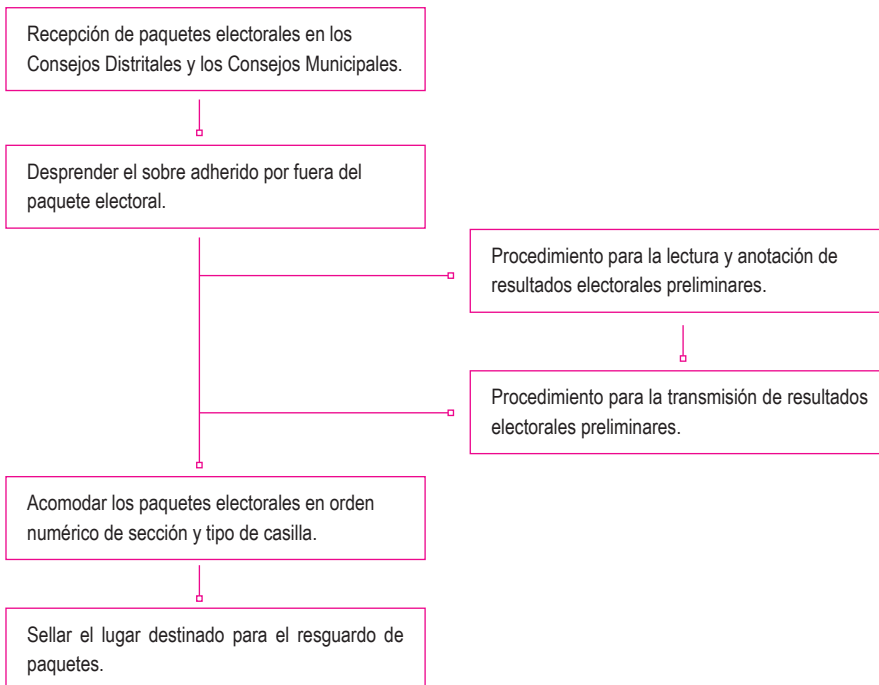 Recepción de paquetes electorales en los
Consejos Distritales y los Consejos Municipales.
Desprender el sobre adherido por fuera del
paquete electoral.
Procedimiento para la lectura y anotación de
resultados electorales preliminares.
Procedimiento para la transmisión de resultados
electorales preliminares.
Acomodar los paquetes electorales en orden
numérico de sección y tipo de casilla.
Sellar el lugar destinado para el resguardo de
paquetes.